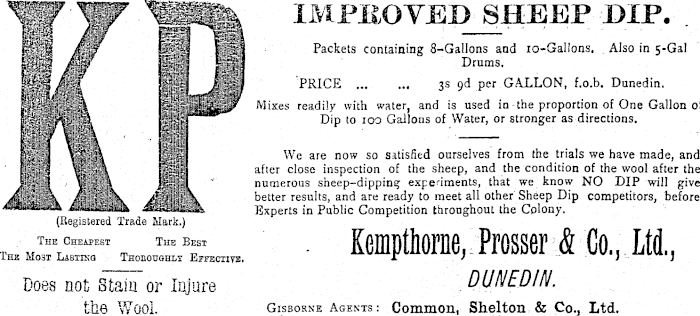 KP
(Registered Trade Mark.)
THE CHEAPEST THE BEST
THE MOST LASTING THOROUGHLY EFFECTIVE.
Does not Stain or Injure
the Wool.
IMPROVED SHEEP DIP.
Packets containing 8-Gallons and 10-Gallons. Also in 5-Gal
Drums.
PRICE ... ... 3s 9d per GALLON, f.o.b. Dunedin.
Mixes readily with water, and is used in the proportion of One Gallon o
Dip to 100 Gallons of Water, or stronger as directions.
We are now so satisfied ourselves from the trials we have made, and
after close inspection of the sheep, and the condition of the wool after the
numerous sheep-dipping experiments, that we know NO DIP will give
better results, and are ready to meet all other Sheep Dip competitors, before
Experts in Public Competition throughout the Colony.
Kempthorne, Prosser & Co., Ltd.,
DUNEDIN.
GISBORNE AGENTS: Common, Shelton & Co., Ltd.